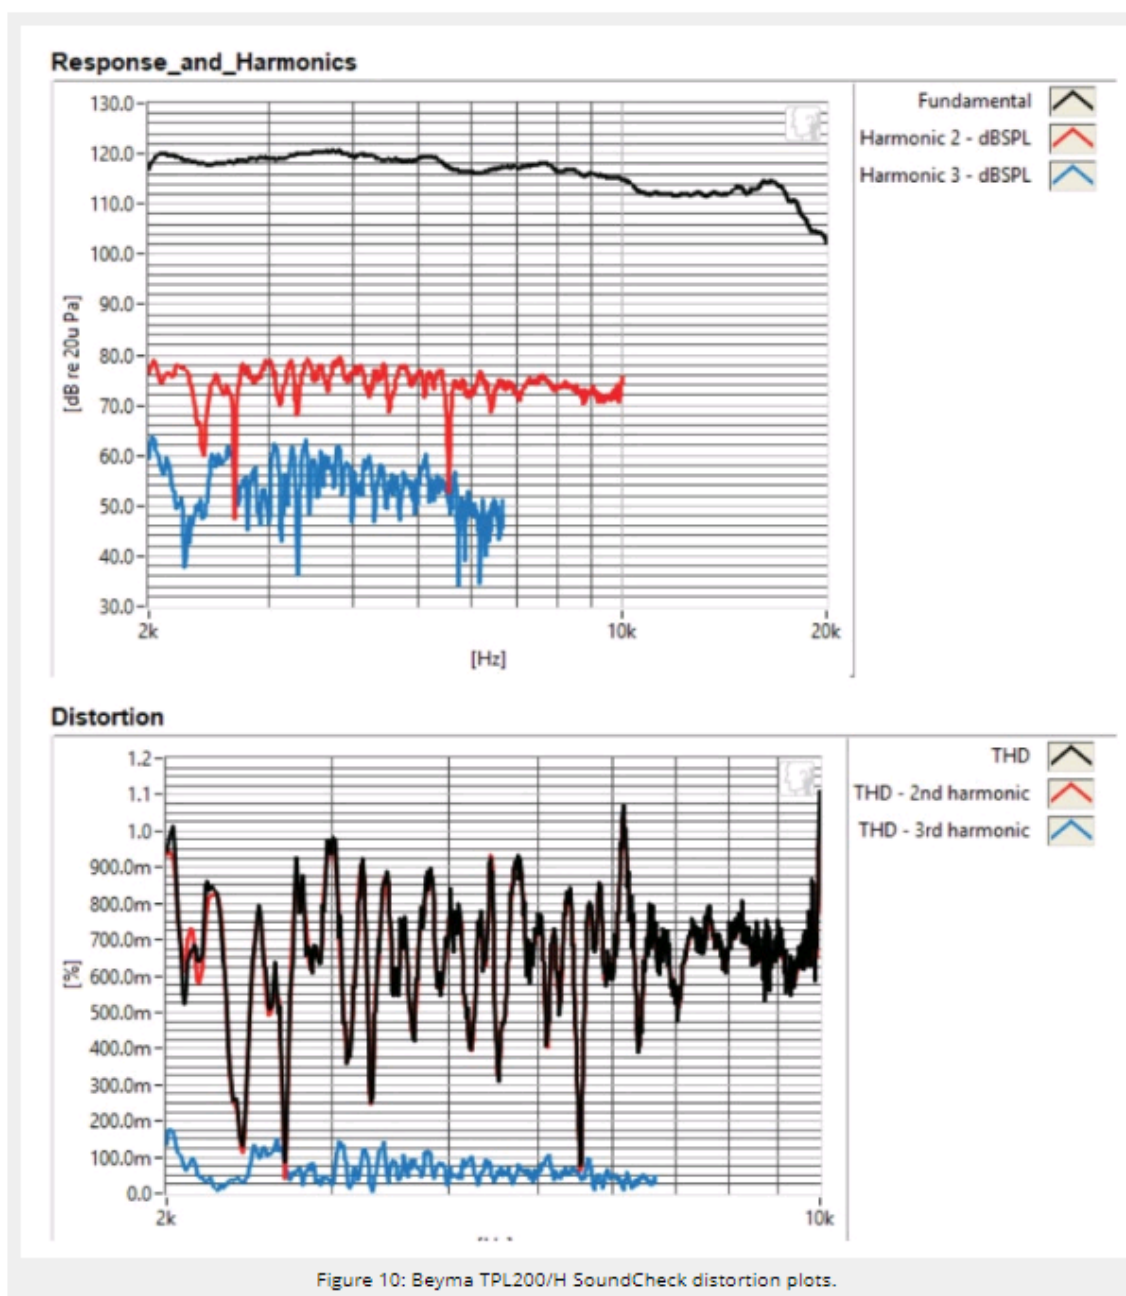 Response_and_Harmonics
130.0
120.0
110.0
100.0
90.0
80.0
70.0
60.0
50.0
40.0
30.0
[dB re 20u Pa]
2k
10k
20k
[Hz]
Fundamental
Harmonic 2 - dBSPL
Harmonic 3 - dBSPL
Distortion
1.2
1.1
1.0
900.0m
800.0m
700.0m
600.0m
500.0m
400.0m
300.0m
200.0m
100.0m
0.0
[%]
2k
10k
THD
THD - 2nd harmonic
THD - 3rd harmonic
Figure 10: Beyma TPL200/H SoundCheck distortion plots.